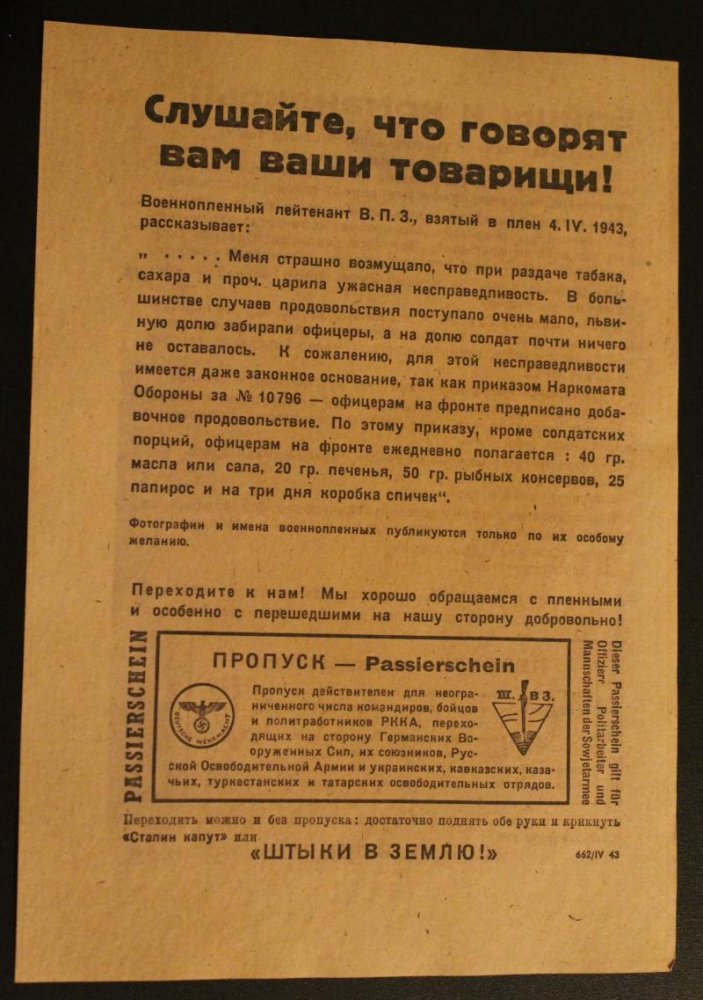 Слушайте, что говорят
вам ваши товарищи!
Военнопленный лейтенант В. П. З., взятый в плен 4. IV. 1943,
рассказывает:
„ . . . . . Меня страшно возмущало, что при раздаче табака,
сахара и проч. царила ужасная несправедливость. В боль-
шинстве случаев продовольствия поступало очень мало, льви-
ную долю забирали офицеры, а на долю солдат почти ничего
не оставалось. К сожалению, для этой несправедливости
имеется даже законное основание, так как приказом Наркомата
Обороны за № 10796 — офицерам на фронте предписано доба-
вочное продовольствие. По этому приказу, кроме солдатских
порций, офицерам на фронте ежедневно полагается : 40 гр.
масла или сала, 20 гр. печенья, 50 гр. рыбных консервов, 25
папирос и на три дня коробка спичек“.
Фотографии и имена военнопленных публикуются только по их особому
желанию.
Переходите к нам! Мы хорошо обращаемся с пленными
и особенно с перешедшими на нашу сторону добровольно!
PASSIERSCHEIN
ПРОПУСК — Passierschein
DEUTSCHE WEHRMACHT
Пропуск действителен для неогра-
ниченного числа командиров, бойцов
и политработников РККА, перехо-
дящих на сторону Германских Во-
оруженных Сил, их союзников, Рус-
ской Освободительной Армии и украинских, кавказских, каза-
чьих, туркестанских и татарских освободительных отрядов.
Ш. В З.
Dieser Passierschein gilt für
Offiziere, Politarbeiter und
Mannschaften der Sowjetarmee
Переходить можно и без пропуска: достаточно поднять обе руки и крикнуть
«Сталин капут» или
«ШТЫКИ В ЗЕМЛЮ!»
662/IV 43